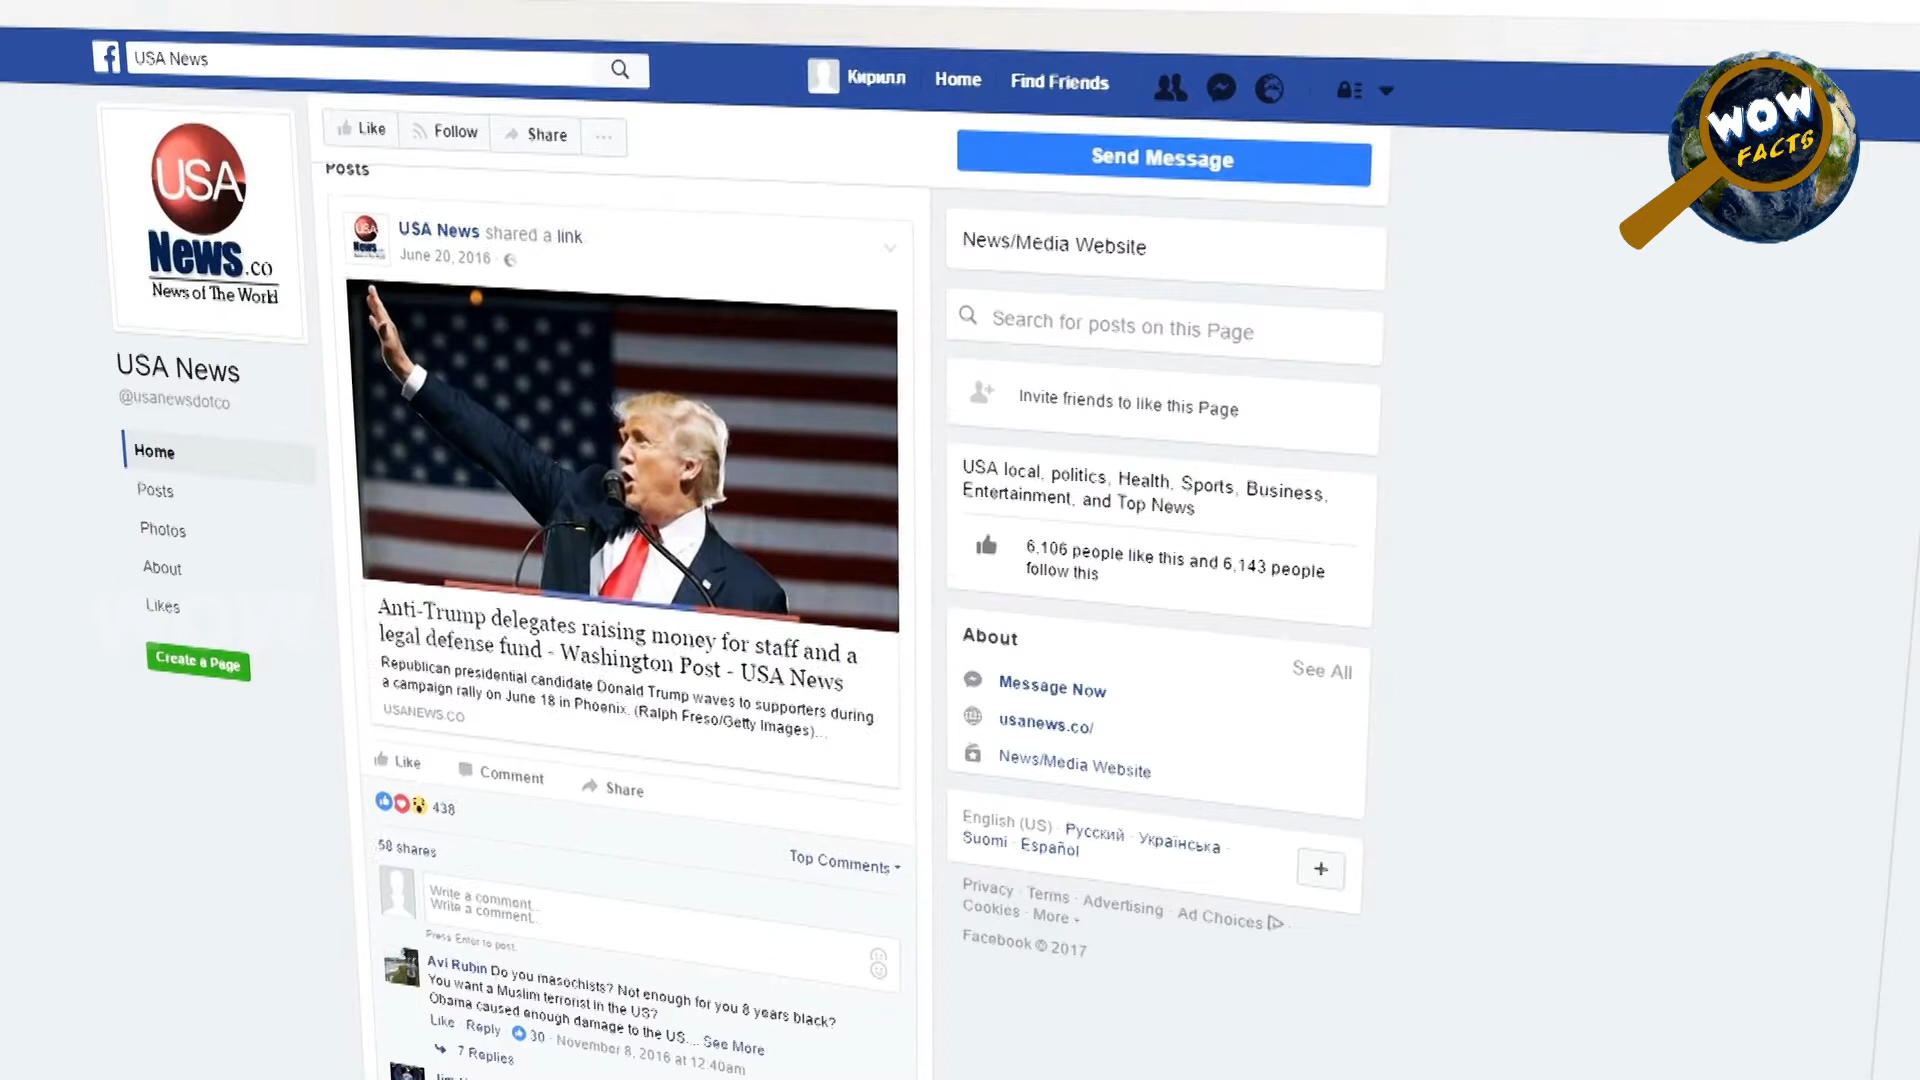 USA News
Кирилл
Home
Find Friends
WOW
FACTS
USA
News.co
News of The World
USA News
@usanewsdotco
Home
Posts
Photos
About
Likes
Create a Page
Like
Follow
Share
Posts
USA News shared a link
June 20, 2016
Anti-Trump delegates raising money for staff and a
legal defense fund - Washington Post - USA News
Republican presidential candidate Donald Trump waves to supporters during
a campaign rally on June 18 in Phoenix. (Ralph Freso/Getty Images)...
USANEWS.CO
Like
Comment
Share
438
58 shares
Top Comments
Write a comment...
Write a comment...
Press Enter to post.
Avi Rubin Do you masochists? Not enough for you 8 years black?
You want a Muslim terrorist in the US?
Obama caused enough damage to the US.... See More
Like · Reply · 30 · November 8, 2016 at 12:40am
7 Replies
Send Message
News/Media Website
Search for posts on this Page
Invite friends to like this Page
USA local, politics, Health, Sports, Business,
Entertainment, and Top News
6,106 people like this and 6,143 people
follow this
About
See All
Message Now
usanews.co/
News/Media Website
English (US) · Русский · Українська ·
Suomi · Español
+
Privacy · Terms · Advertising · Ad Choices ·
Cookies · More
Facebook © 2017